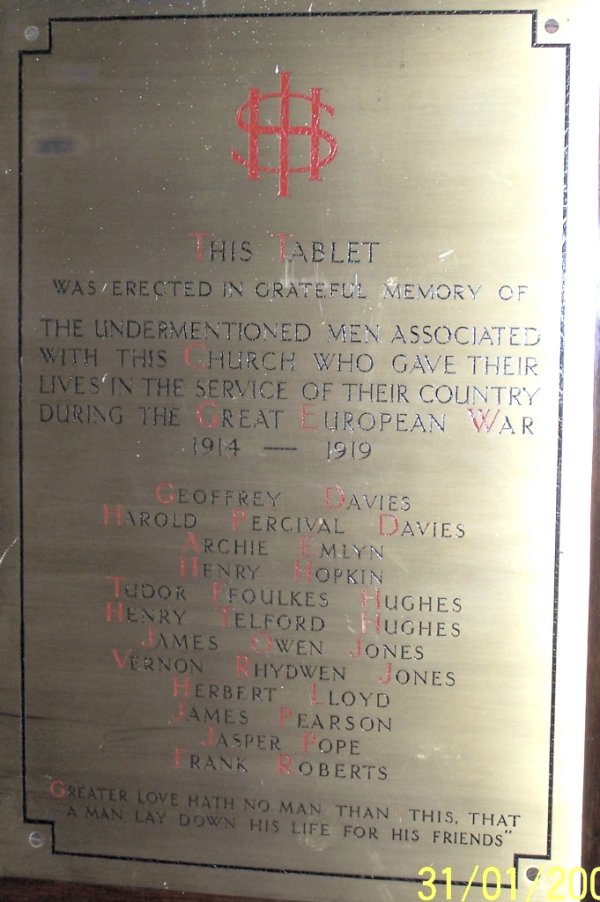 IHS
THIS TABLET
WAS ERECTED IN GRATEFUL MEMORY OF
THE UNDERMENTIONED MEN ASSOCIATED
WITH THIS CHURCH WHO GAVE THEIR
LIVES IN THE SERVICE OF THEIR COUNTRY
DURING THE GREAT EUROPEAN WAR
1914 — 1919
GEOFFREY DAVIES
HAROLD PERCIVAL DAVIES
ARCHIE EMLYN
HENRY HOPKIN
TUDOR FFOULKES HUGHES
HENRY TELFORD HUGHES
JAMES OWEN JONES
VERNON RHYDWEN JONES
HERBERT LLOYD
JAMES PEARSON
JASPER POPE
FRANK ROBERTS
GREATER LOVE HATH NO MAN THAN THIS, THAT
A MAN LAY DOWN HIS LIFE FOR HIS FRIENDS"
31/01/200